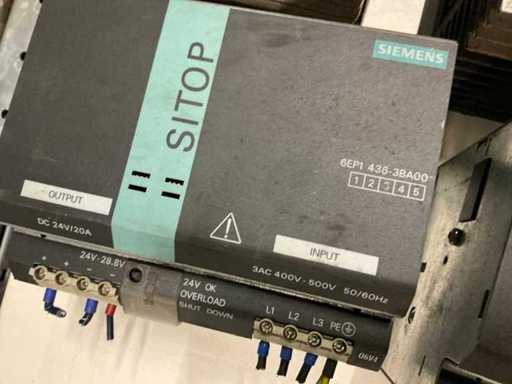 SIEMENS
SITOP
6EP1 436-3BA00
1 2 3 4 5
OUTPUT
DC 24V/20A
INPUT
3AC 400V-500V 50/60Hz
+ + - -
24V-28.8V
24V OK
OVERLOAD
SHUT DOWN
L1 L2 L3 PE